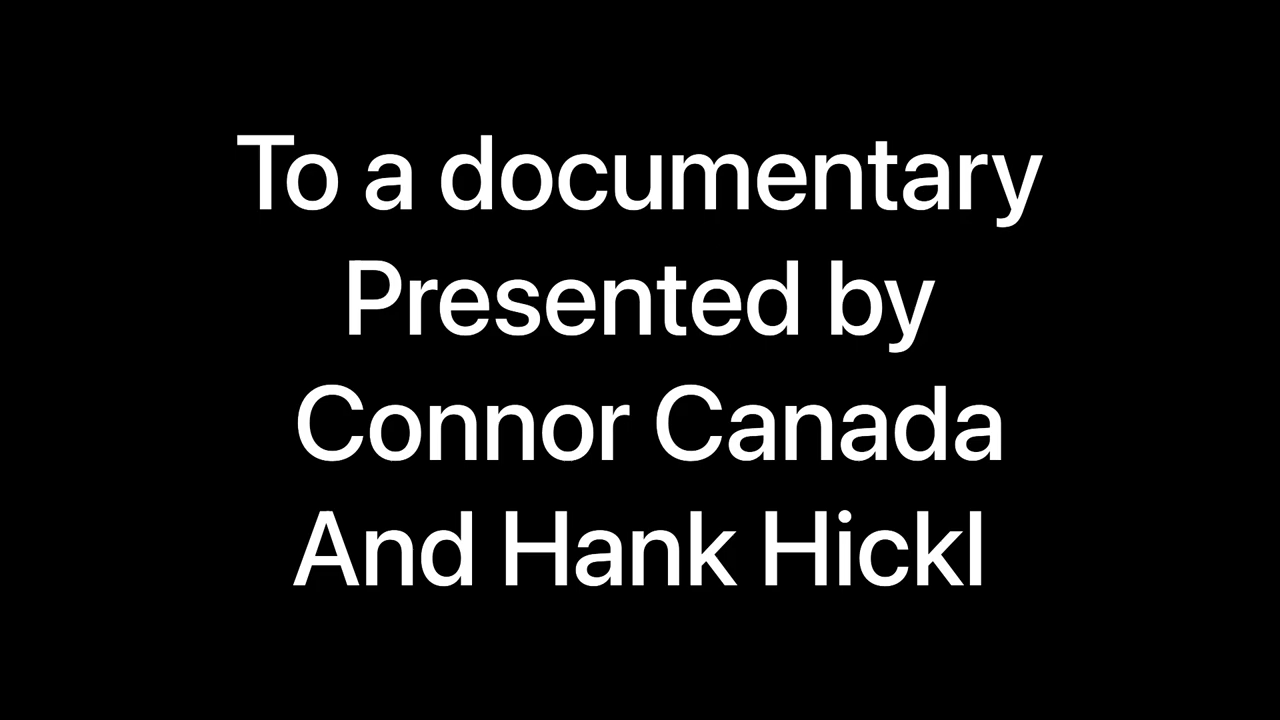 To a documentary
Presented by
Connor Canada
And Hank Hickl